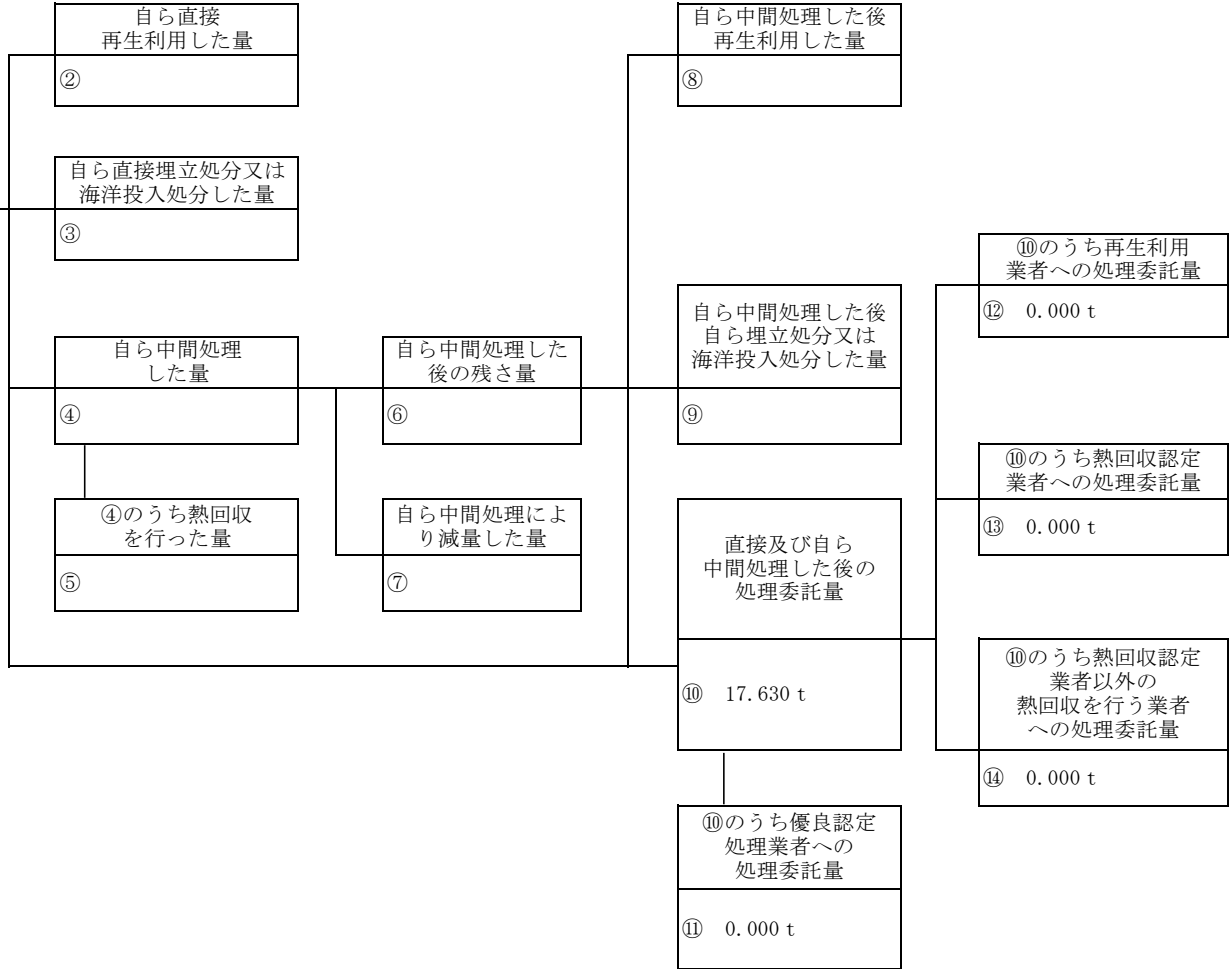 自ら直接
再生利用した量
②
自ら直接埋立処分又は
海洋投入処分した量
③
自ら中間処理
した量
④
④のうち熱回収
を行った量
⑤
自ら中間処理した
後の残さ量
⑥
自ら中間処理によ
り減量した量
⑦
自ら中間処理した後
再生利用した量
⑧
自ら中間処理した後
自ら埋立処分又は
海洋投入処分した量
⑨
直接及び自ら
中間処理した後の
処理委託量
⑩ 17.630 t
⑩のうち優良認定
処理業者への
処理委託量
⑪ 0.000 t
⑩のうち再生利用
業者への処理委託量
⑫ 0.000 t
⑩のうち熱回収認定
業者への処理委託量
⑬ 0.000 t
⑩のうち熱回収認定
業者以外の
熱回収を行う業者
への処理委託量
⑭ 0.000 t